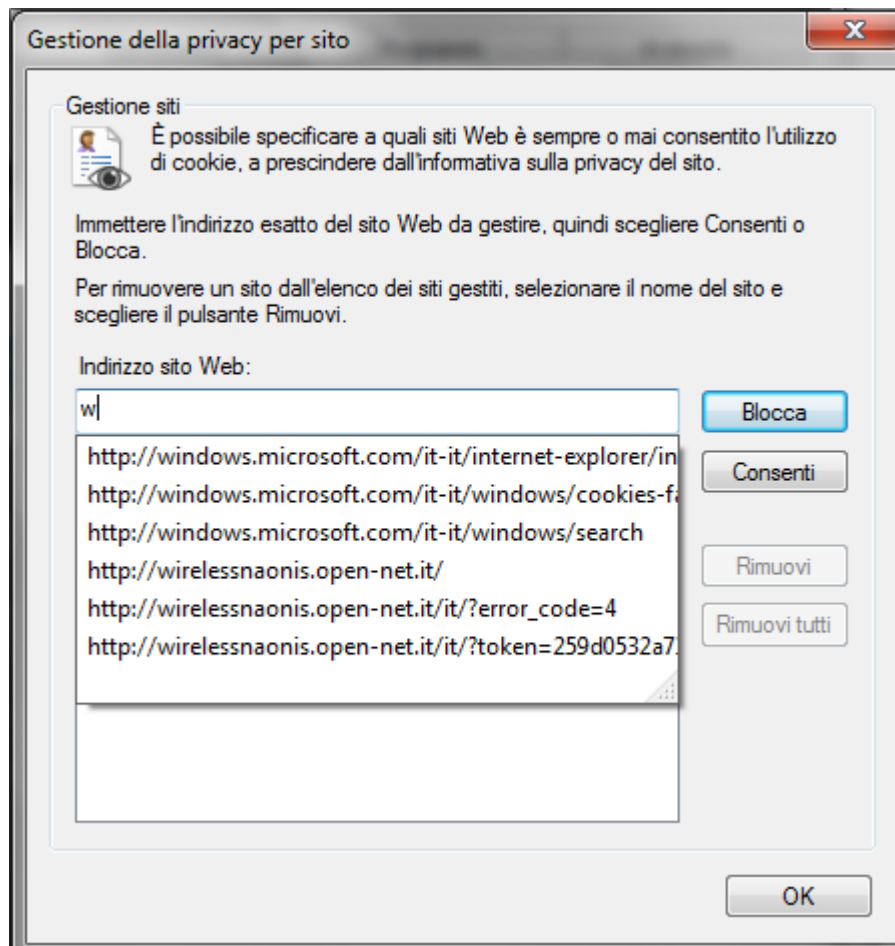 Gestione della privacy per sito
Gestione siti
È possibile specificare a quali siti Web è sempre o mai consentito l'utilizzo
di cookie, a prescindere dall'informativa sulla privacy del sito.
Immettere l'indirizzo esatto del sito Web da gestire, quindi scegliere Consenti o
Blocca.
Per rimuovere un sito dall'elenco dei siti gestiti, selezionare il nome del sito e
scegliere il pulsante Rimuovi.
Indirizzo sito Web:
w
Blocca
http://windows.microsoft.com/it-it/internet-explorer/in
Consenti
http://windows.microsoft.com/it-it/windows/cookies-fa
http://windows.microsoft.com/it-it/windows/search
http://wirelessnaonis.open-net.it/
Rimuovi
http://wirelessnaonis.open-net.it/it/?error_code=4
Rimuovi tutti
http://wirelessnaonis.open-net.it/it/?token=259d0532a7
OK